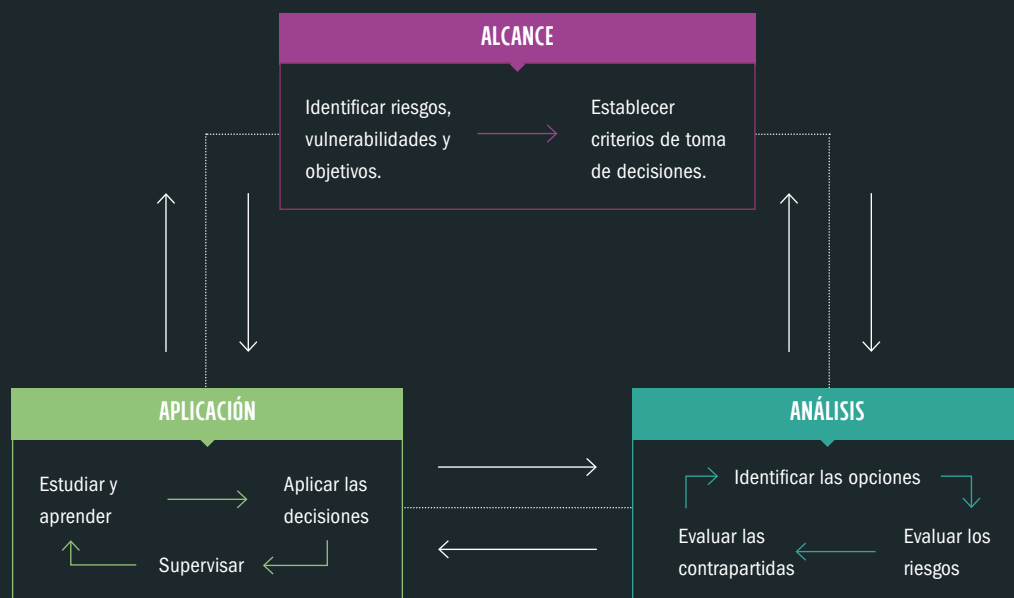 ALCANCE
Identificar riesgos,
vulnerabilidades y
objetivos.
Establecer
criterios de toma
de decisiones.
APLICACIÓN
Estudiar y
aprender
Aplicar las
decisiones
Supervisar
ANÁLISIS
Identificar las opciones
Evaluar las
contrapartidas
Evaluar los
riesgos